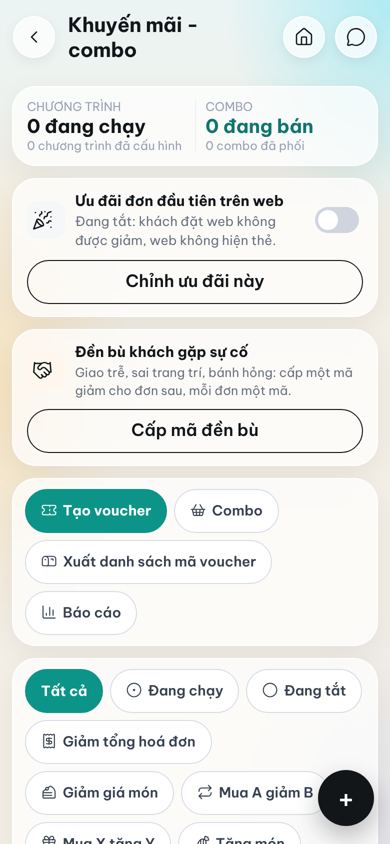 Khuyến mãi -
combo
CHƯƠNG TRÌNH
0 đang chạy
0 chương trình đã cấu hình
COMBO
0 đang bán
0 combo đã phối
Ưu đãi đơn đầu tiên trên web
Đang tắt: khách đặt web không
được giảm, web không hiện thẻ.
Chỉnh ưu đãi này
Đền bù khách gặp sự cố
Giao trễ, sai trang trí, bánh hỏng: cấp một mã
giảm cho đơn sau, mỗi đơn một mã.
Cấp mã đền bù
Tạo voucher
Combo
Xuất danh sách mã voucher
Báo cáo
Tất cả
Đang chạy
Đang tắt
Giảm tổng hoá đơn
Giảm giá món
Mua A giảm B
+
Mua X tặng Y
Tặng món